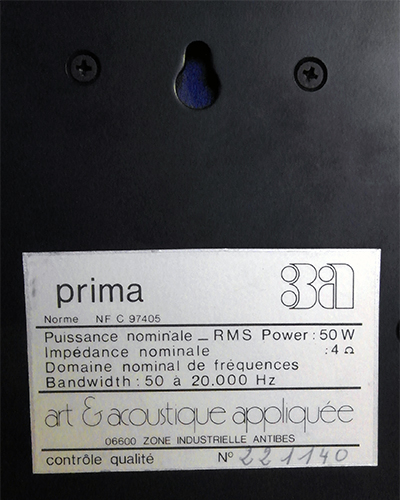 prima 3a
Norme NF C 97405
Puissance nominale _ RMS Power : 50 W
Impédance nominale : 4 Ω
Domaine nominal de fréquences
Bandwidth : 50 à 20.000 Hz
art & acoustique appliquée
06600 ZONE INDUSTRIELLE ANTIBES
contrôle qualité N° 221140